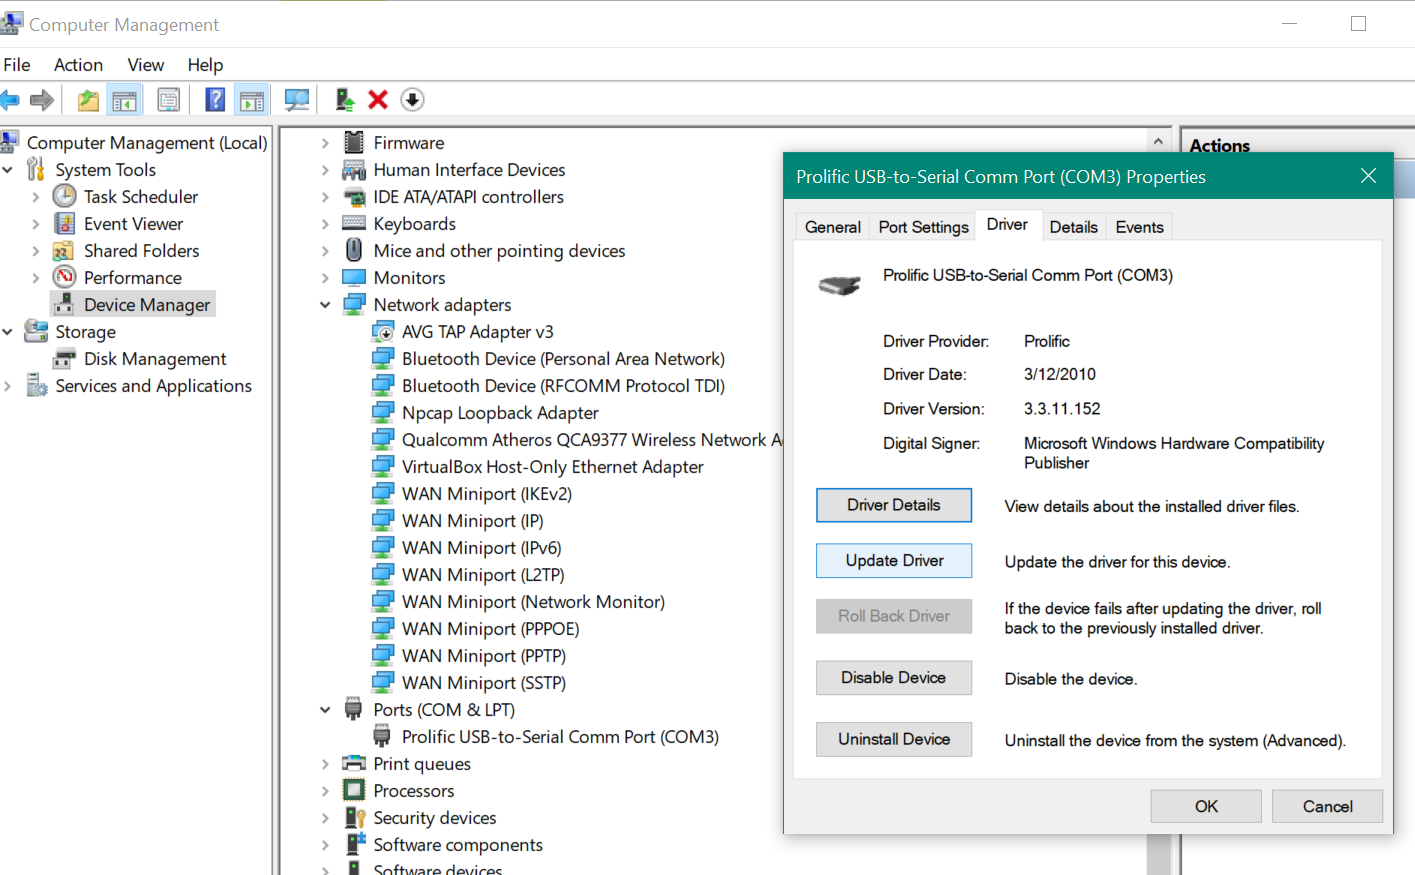 Computer Management
File Action View Help
Computer Management (Local)
System Tools
Task Scheduler
Event Viewer
Shared Folders
Performance
Device Manager
Storage
Disk Management
Services and Applications
Firmware
Human Interface Devices
IDE ATA/ATAPI controllers
Keyboards
Mice and other pointing devices
Monitors
Network adapters
AVG TAP Adapter v3
Bluetooth Device (Personal Area Network)
Bluetooth Device (RFCOMM Protocol TDI)
Npcap Loopback Adapter
Qualcomm Atheros QCA9377 Wireless Network A
VirtualBox Host-Only Ethernet Adapter
WAN Miniport (IKEv2)
WAN Miniport (IP)
WAN Miniport (IPv6)
WAN Miniport (L2TP)
WAN Miniport (Network Monitor)
WAN Miniport (PPPOE)
WAN Miniport (PPTP)
WAN Miniport (SSTP)
Ports (COM & LPT)
Prolific USB-to-Serial Comm Port (COM3)
Print queues
Processors
Security devices
Software components
Software devices
Actions
Prolific USB-to-Serial Comm Port (COM3) Properties
General Port Settings Driver Details Events
Prolific USB-to-Serial Comm Port (COM3)
Driver Provider: Prolific
Driver Date: 3/12/2010
Driver Version: 3.3.11.152
Digital Signer: Microsoft Windows Hardware Compatibility
Publisher
Driver Details View details about the installed driver files.
Update Driver Update the driver for this device.
Roll Back Driver If the device fails after updating the driver, roll
back to the previously installed driver.
Disable Device Disable the device.
Uninstall Device Uninstall the device from the system (Advanced).
OK Cancel